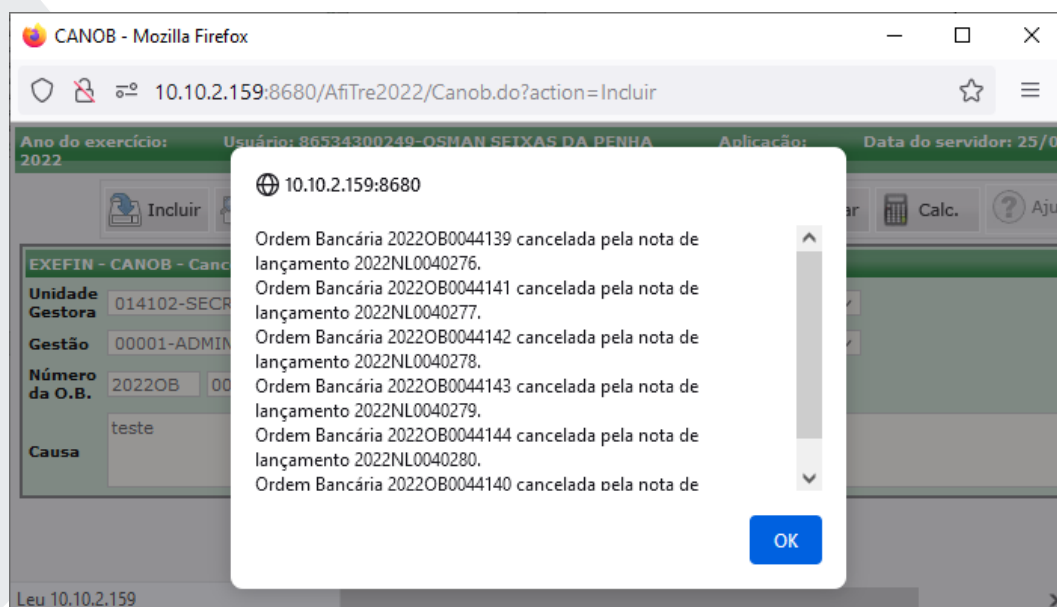 CANOB - Mozilla Firefox
10.10.2.159:8680/AfiTre2022/Canob.do?action=Incluir
Ano do exercício: Usuário: 86534300249-OSMAN SEIXAS DA PENHA Aplicação: Data do servidor: 25/0
2022
10.10.2.159:8680
Incluir ar Calc. ? Aju
Ordem Bancária 2022OB0044139 cancelada pela nota de
lançamento 2022NL0040276.
Ordem Bancária 2022OB0044141 cancelada pela nota de
lançamento 2022NL0040277.
Ordem Bancária 2022OB0044142 cancelada pela nota de
lançamento 2022NL0040278.
Ordem Bancária 2022OB0044143 cancelada pela nota de
lançamento 2022NL0040279.
Ordem Bancária 2022OB0044144 cancelada pela nota de
lançamento 2022NL0040280.
Ordem Bancária 2022OB0044140 cancelada pela nota de
EXEFIN - CANOB - Canc
Unidade
Gestora 014102-SECR
Gestão 00001-ADMIN
Número
da O.B. 2022OB 00
Causa teste
OK
Leu 10.10.2.159